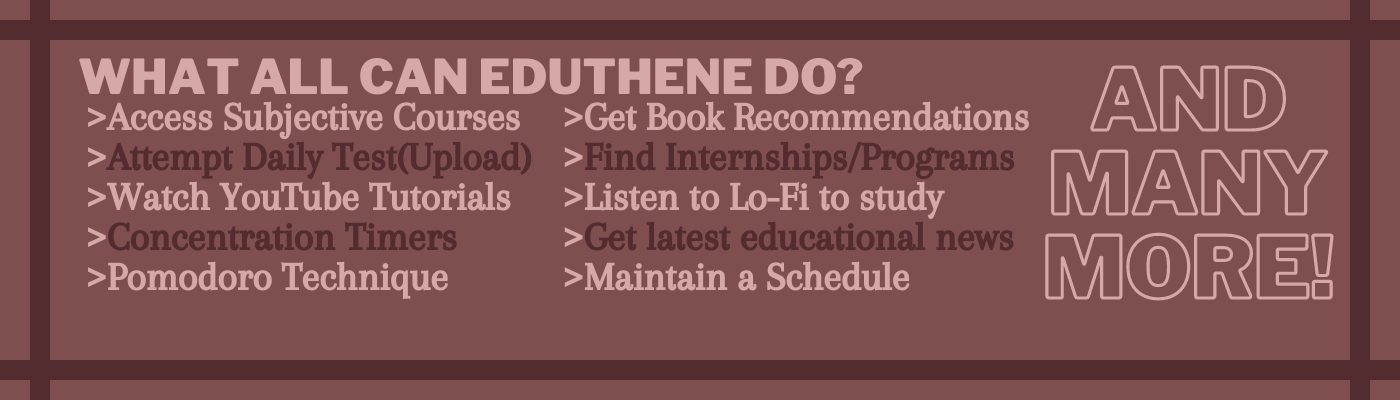 WHAT ALL CAN EDUTHENE DO?
>Access Subjective Courses
>Attempt Daily Test(Upload)
>Watch YouTube Tutorials
>Concentration Timers
>Pomodoro Technique
>Get Book Recommendations
>Find Internships/Programs
>Listen to Lo-Fi to study
>Get latest educational news
>Maintain a Schedule
AND
MANY
MORE!